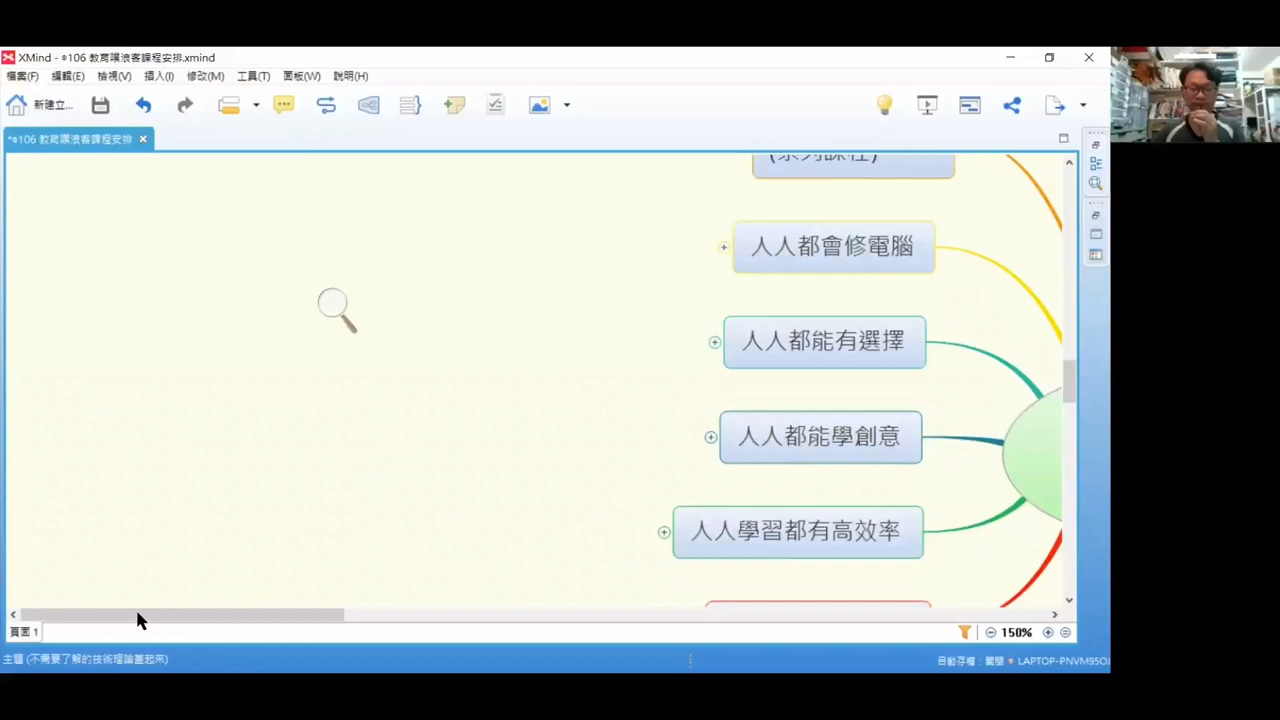 XMind - 106 教育噗浪客課程安排.xmind
檔案(F) 編輯(E) 檢視(V) 插入(I) 修改(M) 工具(T) 面板(W) 說明(H)
新建立...
106 教育噗浪客課程安排
(系列課程)
人人都會修電腦
人人都能有選擇
人人都能學創意
人人學習都有高效率
頁面 1
150%
主題 (不需要了解的技術理論蓋起來)
自動存檔: 關閉 LAPTOP-PNVM95O